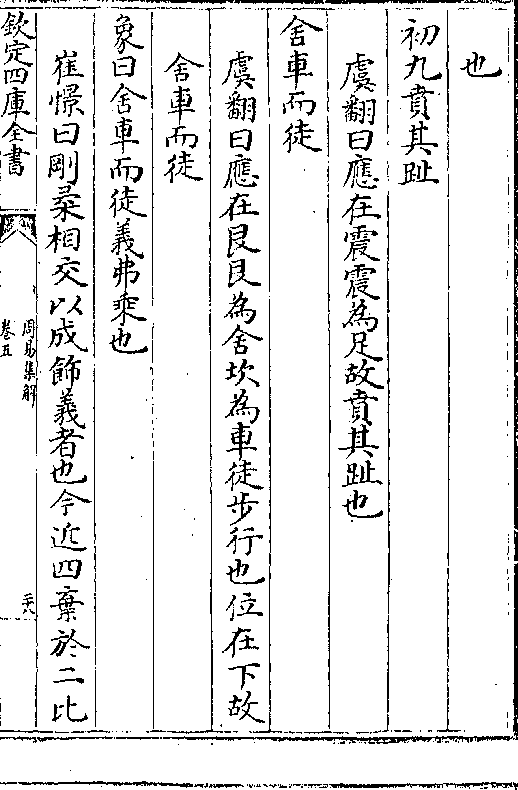 也
初九賁其趾
虞翻曰應在震震為足故賁其趾也
舍車而徒
虞翻曰應在艮艮為舍坎為車徒步行也位在下故
舍車而徒
象曰舍車而徒義弗乘也
崔憬曰剛柔相交以成飾義者也今近四棄於二比
欽定四庫全書
周易集解
卷五